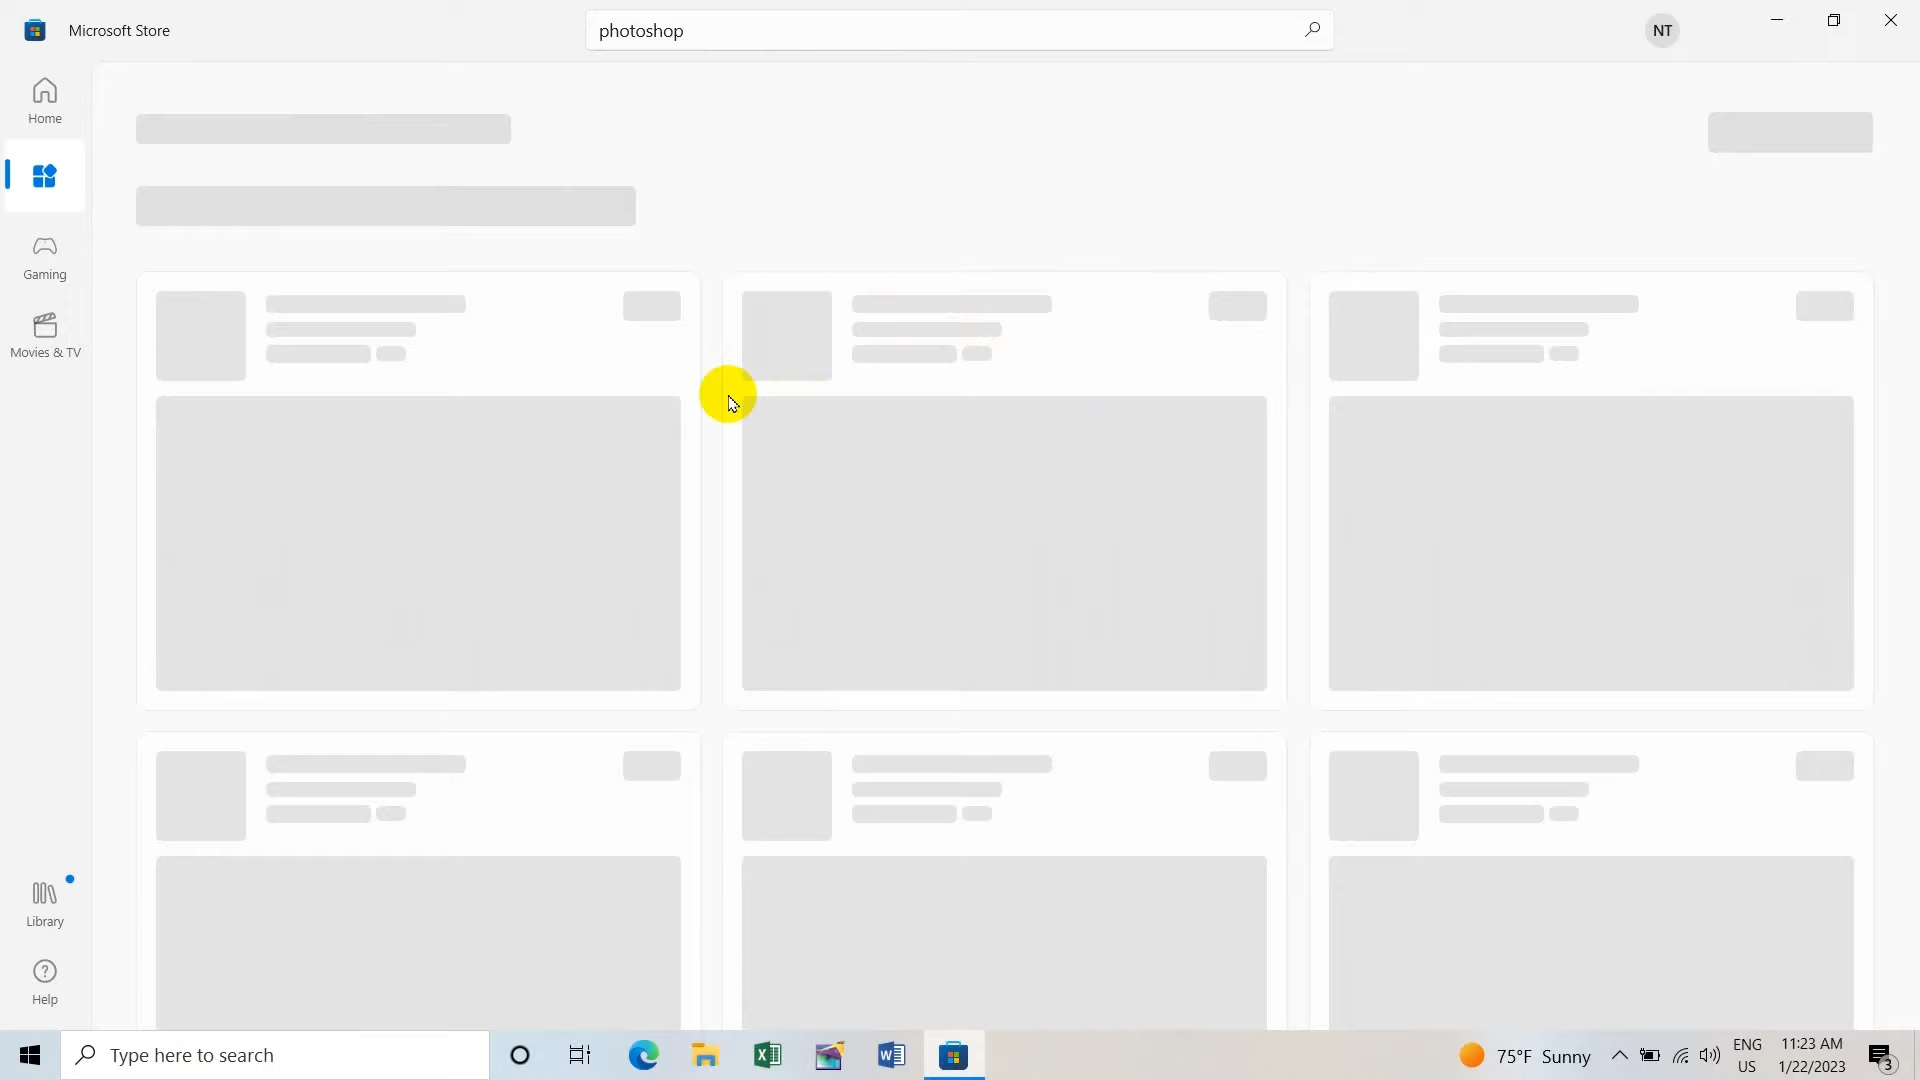 Microsoft Store
photoshop
NT
Home
Gaming
Movies & TV
Library
Help
Type here to search
75°F Sunny
ENG
US
11:23 AM
1/22/2023
3